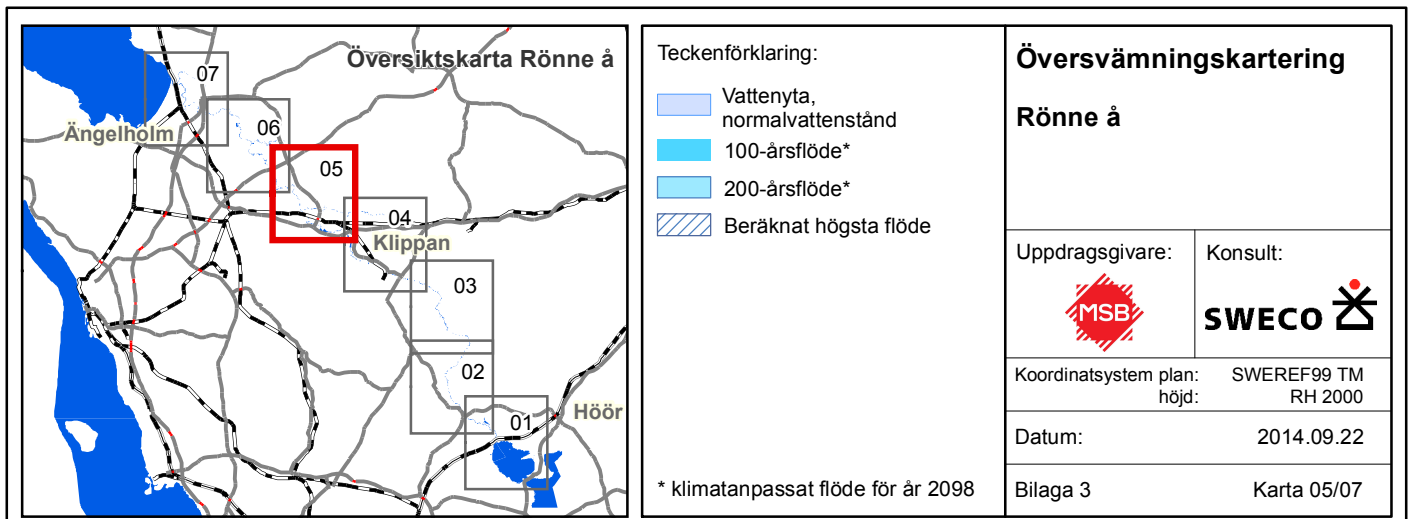 Översiktskarta Rönne å
07
Ängelholm
06
05
04
Klippan
03
02
01
Höör
Teckenförklaring:
Vattenyta,
normalvattenstånd
100-årsflöde*
200-årsflöde*
Beräknat högsta flöde
* klimatanpassat flöde för år 2098
Översvämningskartering
Rönne å
Uppdragsgivare:
MSB
Konsult:
SWECO
Koordinatsystem plan: SWEREF99 TM
höjd: RH 2000
Datum: 2014.09.22
Bilaga 3 Karta 05/07